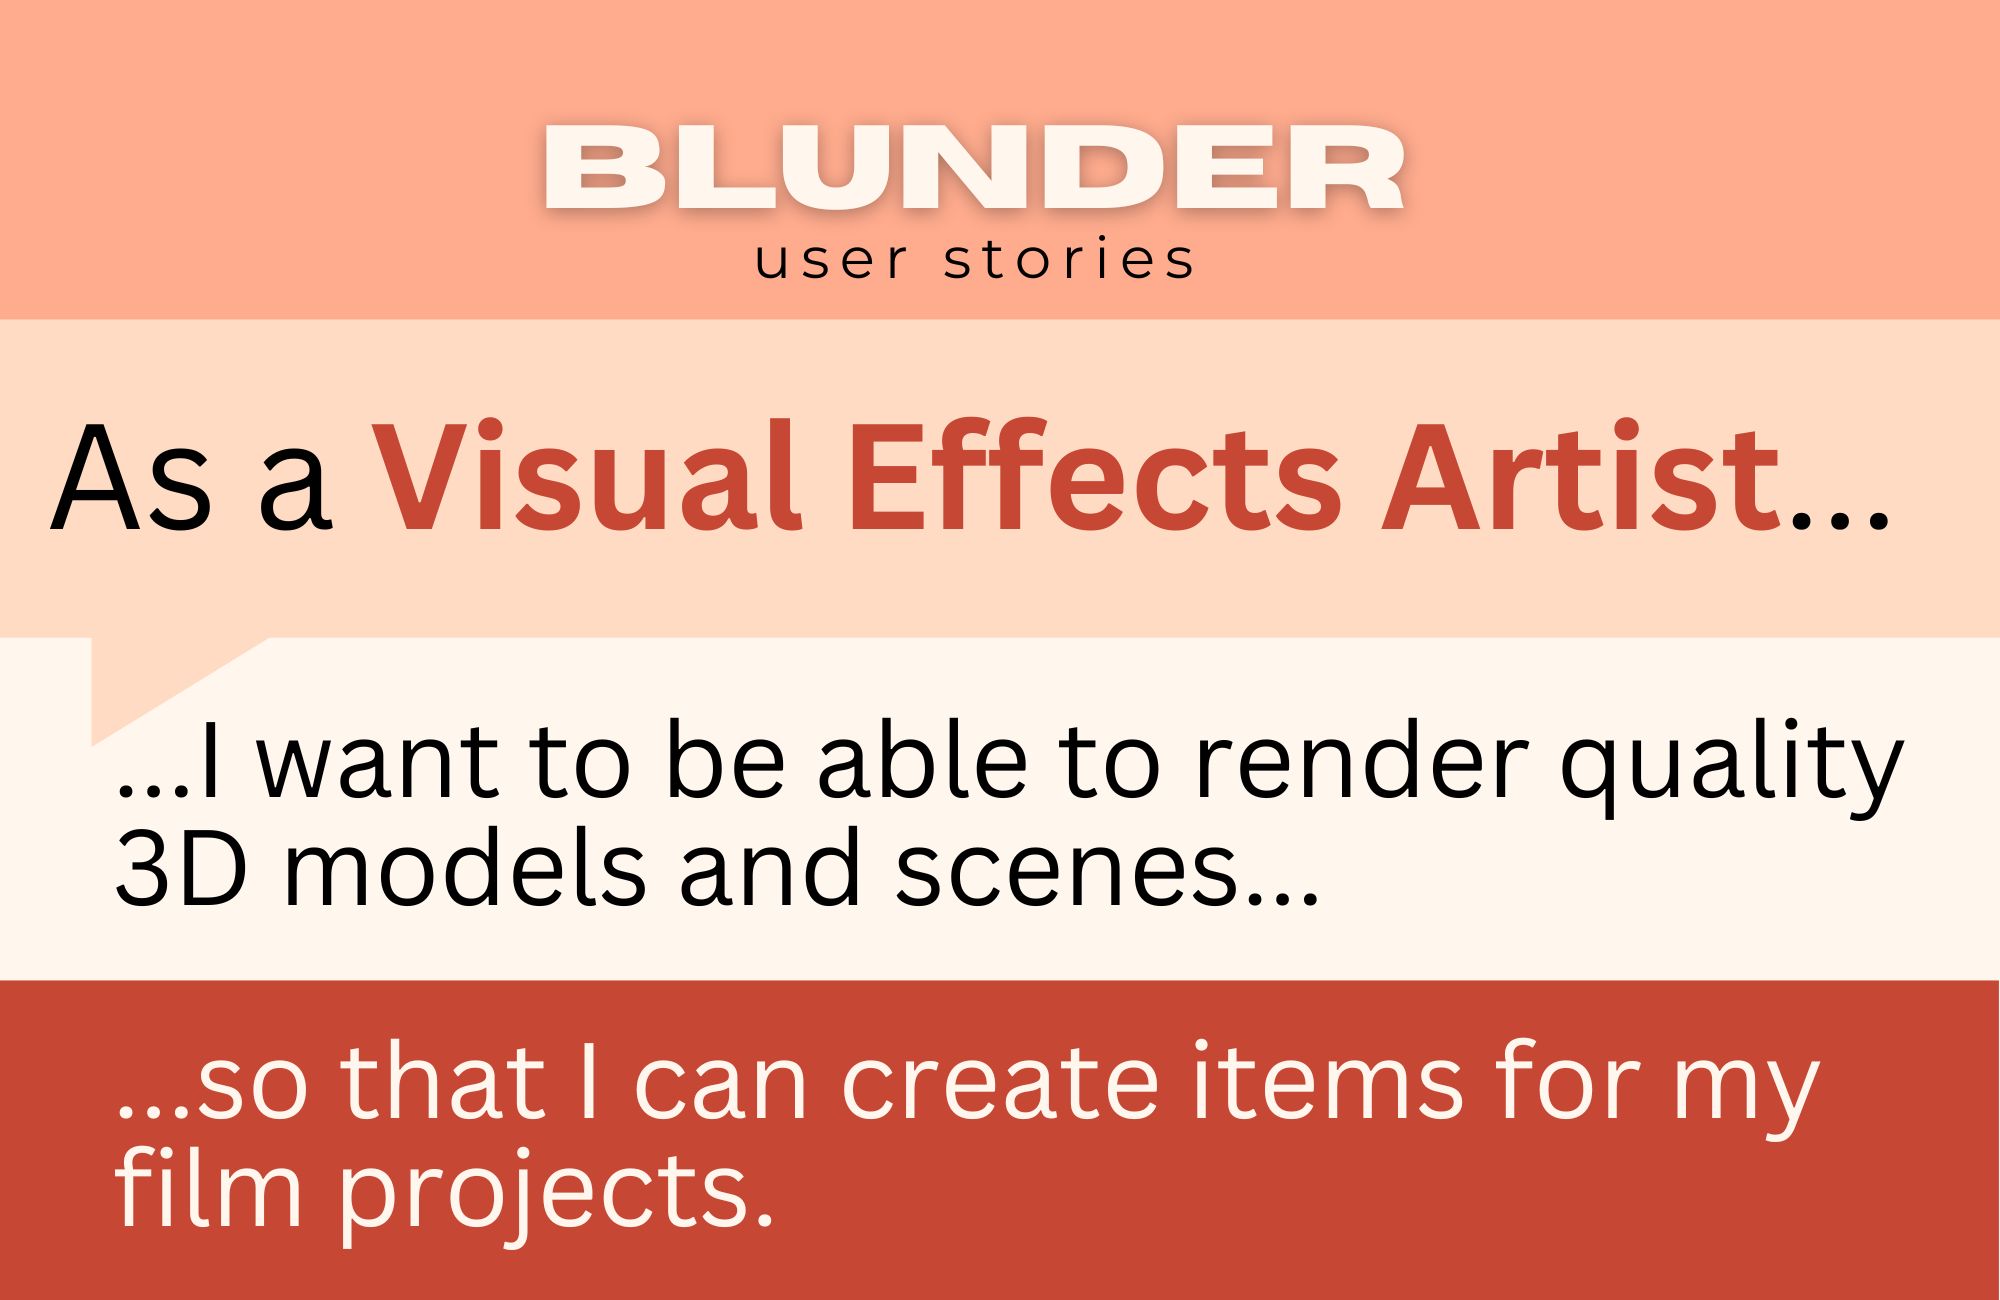 BLUNDER
user stories
As a Visual Effects Artist...
...I want to be able to render quality
3D models and scenes...
...so that I can create items for my
film projects.